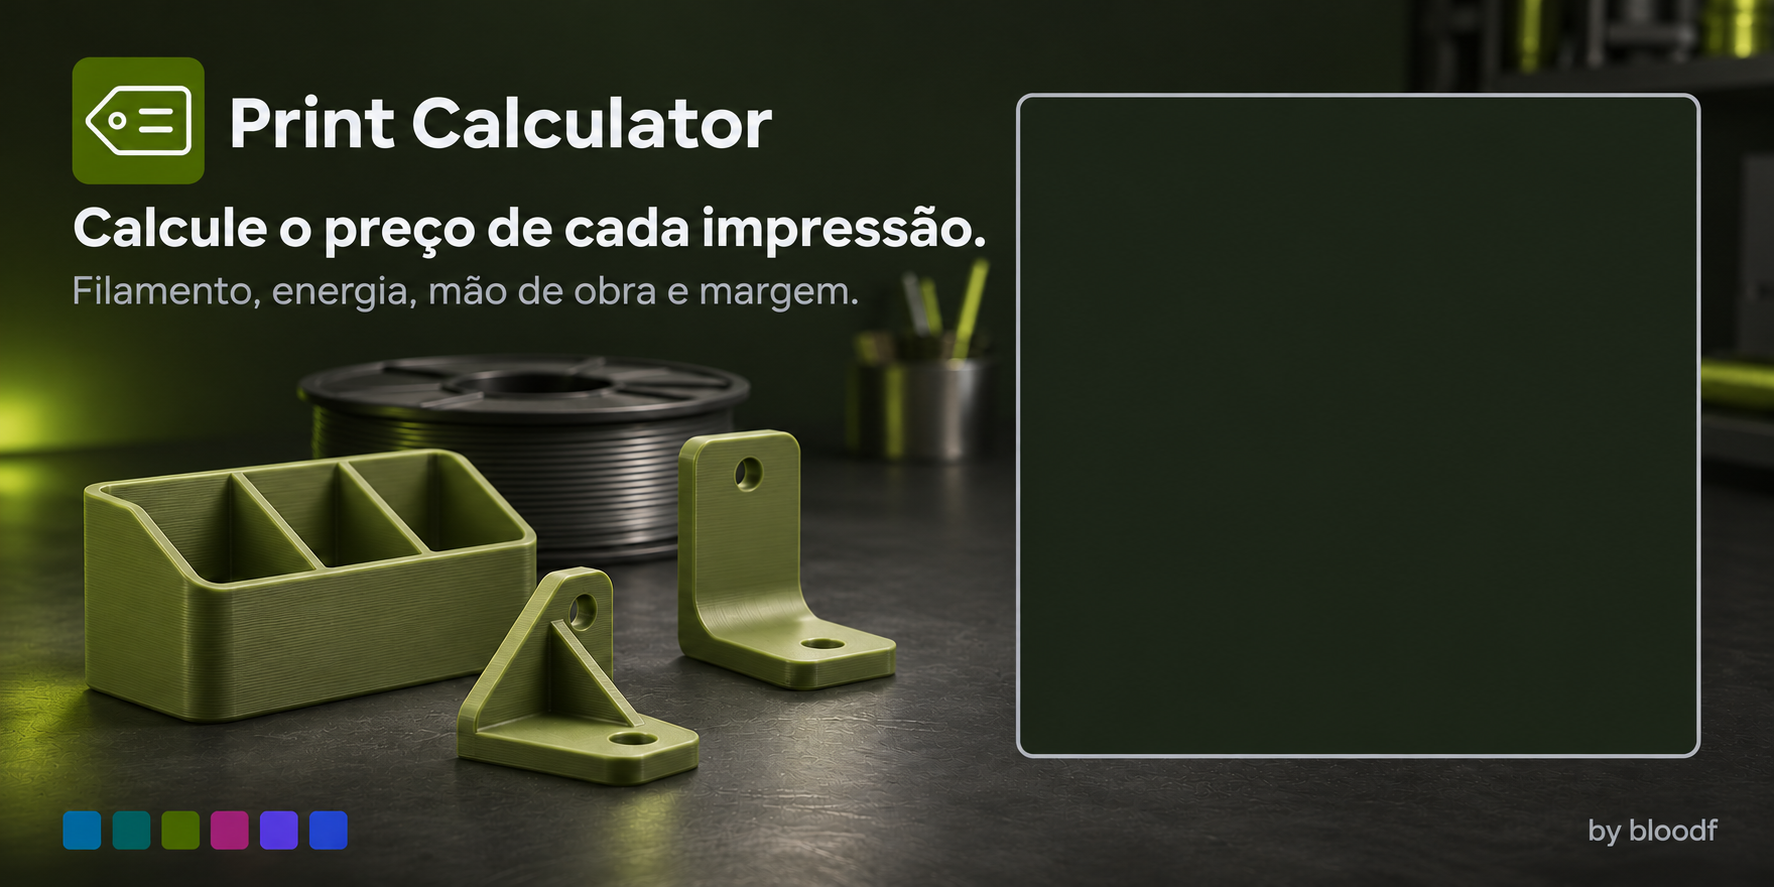 Print Calculator
Calcule o preço de cada impressão.
Filamento, energia, mão de obra e margem.
by bloodf